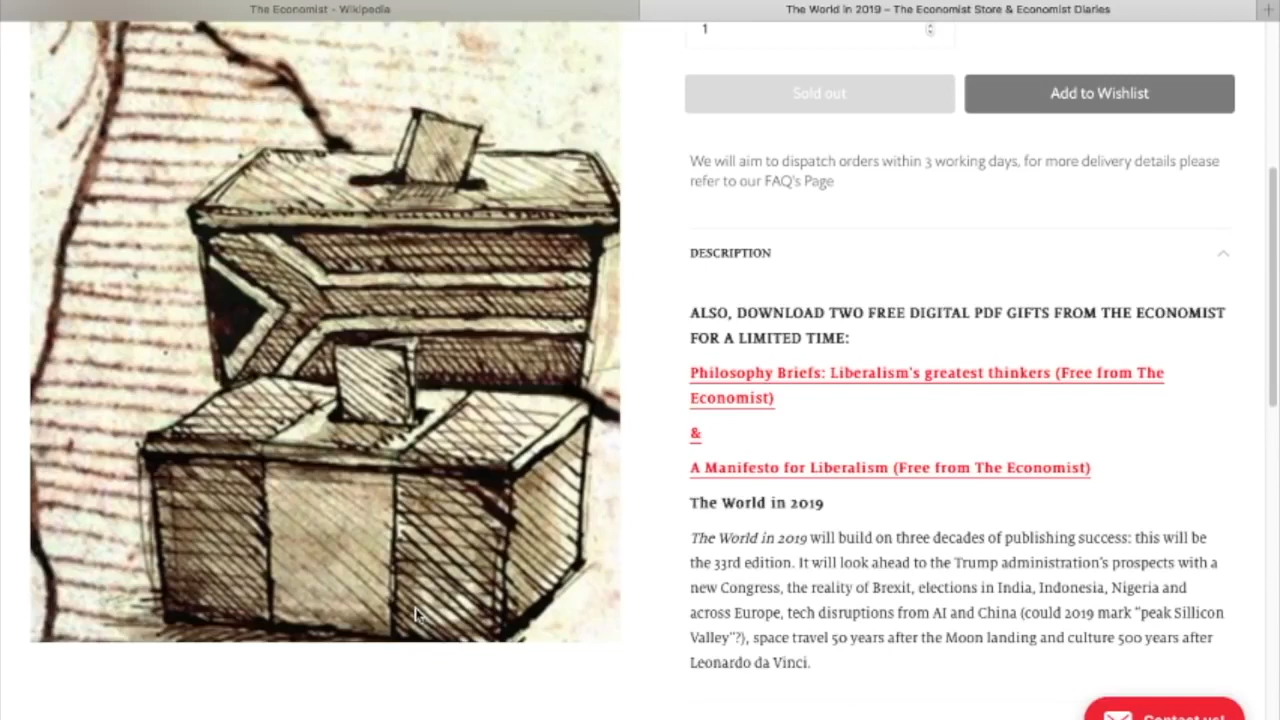 The Economist - Wikipedia
The World in 2019 – The Economist Store & Economist Diaries
1
Sold out
Add to Wishlist
We will aim to dispatch orders within 3 working days, for more delivery details please
refer to our FAQ's Page
DESCRIPTION
ALSO, DOWNLOAD TWO FREE DIGITAL PDF GIFTS FROM THE ECONOMIST
FOR A LIMITED TIME:
Philosophy Briefs: Liberalism's greatest thinkers (Free from The
Economist)
&
A Manifesto for Liberalism (Free from The Economist)
The World in 2019
The World in 2019 will build on three decades of publishing success: this will be
the 33rd edition. It will look ahead to the Trump administration's prospects with a
new Congress, the reality of Brexit, elections in India, Indonesia, Nigeria and
across Europe, tech disruptions from AI and China (could 2019 mark "peak Sillicon
Valley"?), space travel 50 years after the Moon landing and culture 500 years after
Leonardo da Vinci.
Contact us!